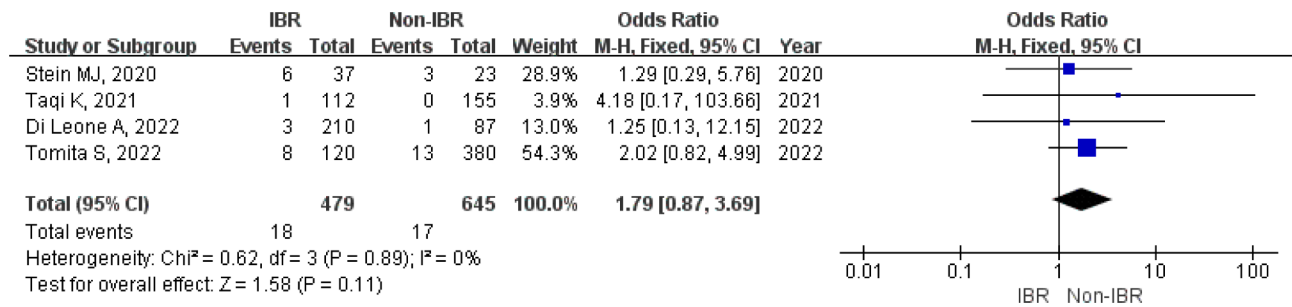 IBR Non-IBR Odds Ratio Odds Ratio
Study or Subgroup Events Total Events Total Weight M-H, Fixed, 95% CI Year M-H, Fixed, 95% CI
Stein MJ, 2020 6 37 3 23 28.9% 1.29 [0.29, 5.76] 2020
Taqi K, 2021 1 112 0 155 3.9% 4.18 [0.17, 103.66] 2021
Di Leone A, 2022 3 210 1 87 13.0% 1.25 [0.13, 12.15] 2022
Tomita S, 2022 8 120 13 380 54.3% 2.02 [0.82, 4.99] 2022
Total (95% CI) 479 645 100.0% 1.79 [0.87, 3.69]
Total events 18 17
Heterogeneity: Chi² = 0.62, df = 3 (P = 0.89); I² = 0%
Test for overall effect: Z = 1.58 (P = 0.11)
0.01 0.1 1 10 100
IBR Non-IBR